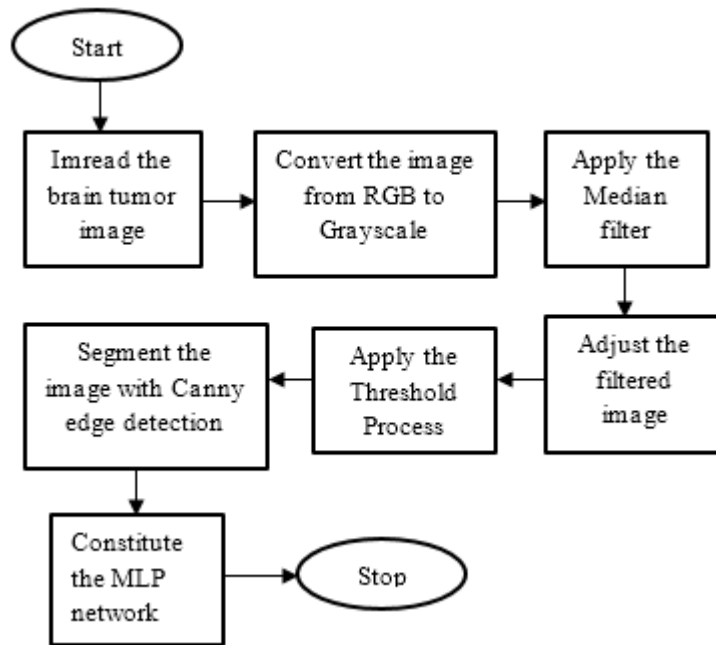 Start
Imread the
brain tumor
image
Convert the image
from RGB to
Grayscale
Apply the
Median
filter
Adjust the
filtered
image
Apply the
Threshold
Process
Segment the
image with Canny
edge detection
Constitute
the MLP
network
Stop